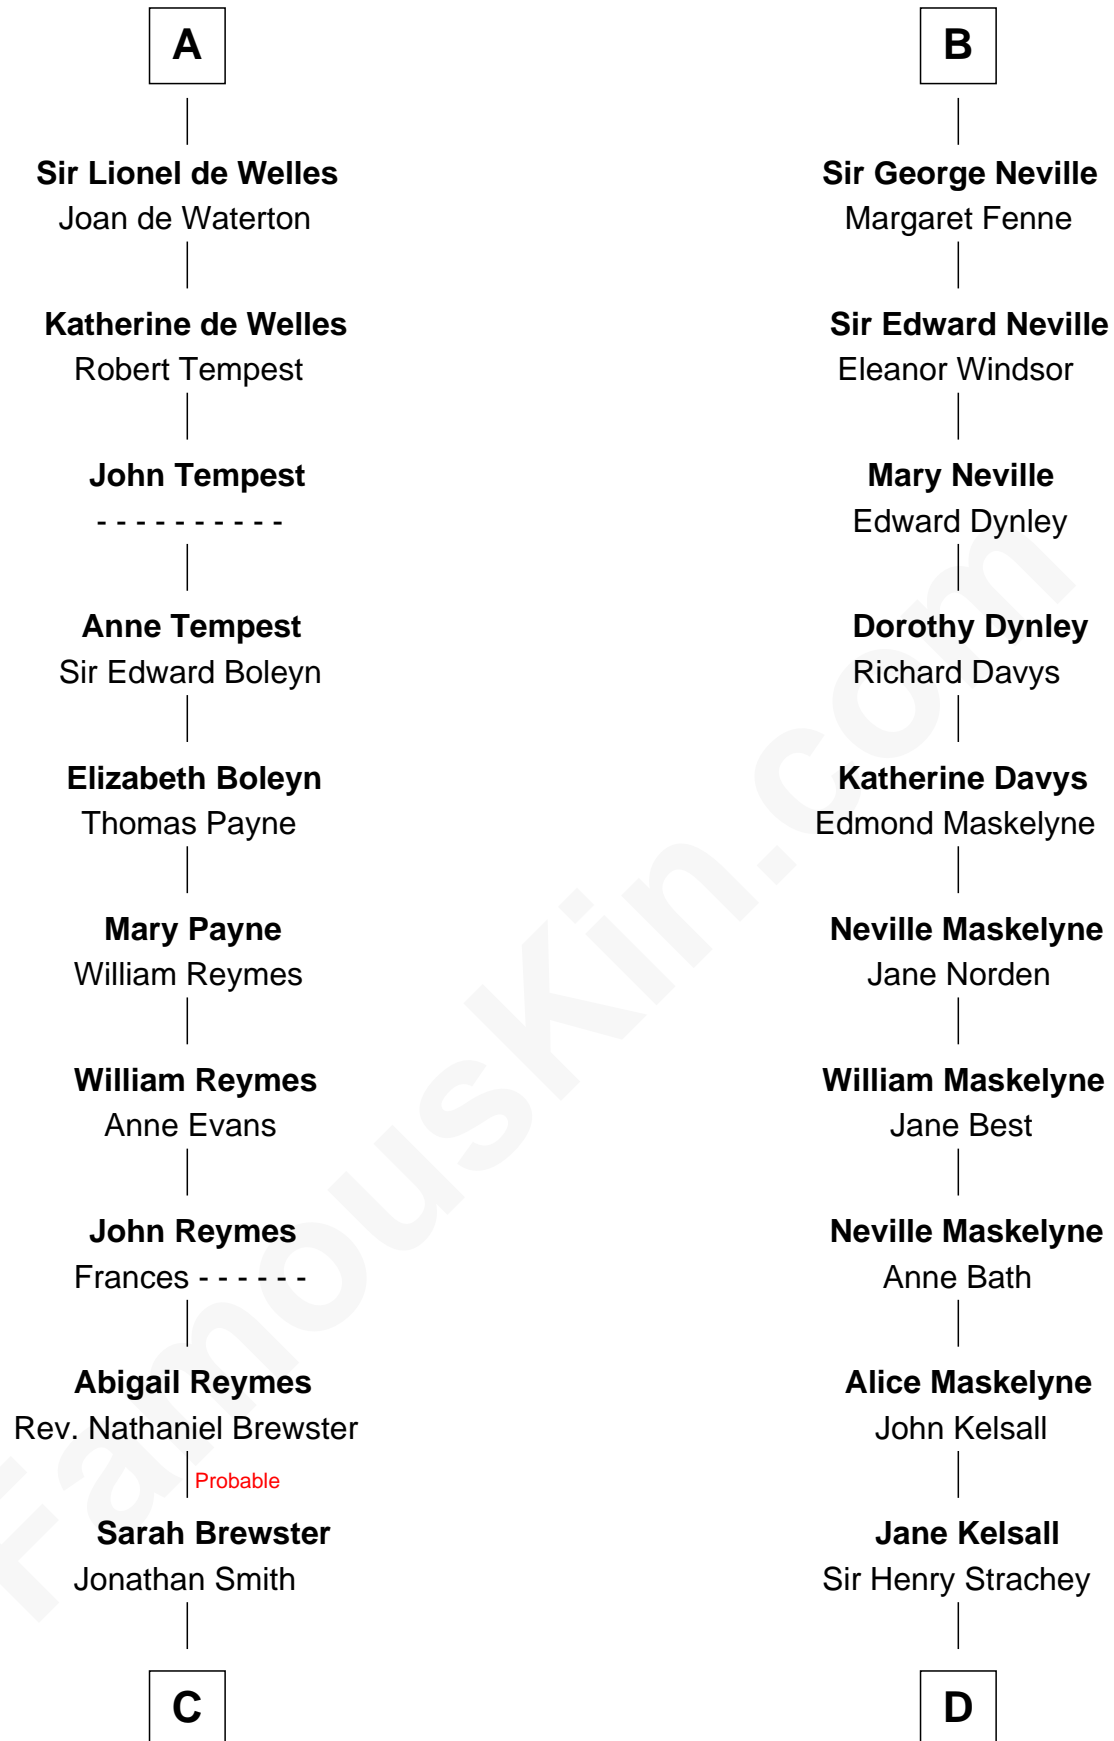 A
Sir Lionel de Welles
Joan de Waterton
Katherine de Welles
Robert Tempest
John Tempest
- - - - - - - - - -
Anne Tempest
Sir Edward Boleyn
Elizabeth Boleyn
Thomas Payne
Mary Payne
William Reymes
William Reymes
Anne Evans
John Reymes
Frances - - - - - -
Abigail Reymes
Rev. Nathaniel Brewster
Probable
Sarah Brewster
Jonathan Smith
C
B
Sir George Neville
Margaret Fenne
Sir Edward Neville
Eleanor Windsor
Mary Neville
Edward Dynley
Dorothy Dynley
Richard Davys
Katherine Davys
Edmond Maskelyne
Neville Maskelyne
Jane Norden
William Maskelyne
Jane Best
Neville Maskelyne
Anne Bath
Alice Maskelyne
John Kelsall
Jane Kelsall
Sir Henry Strachey
D
FamousKin.com